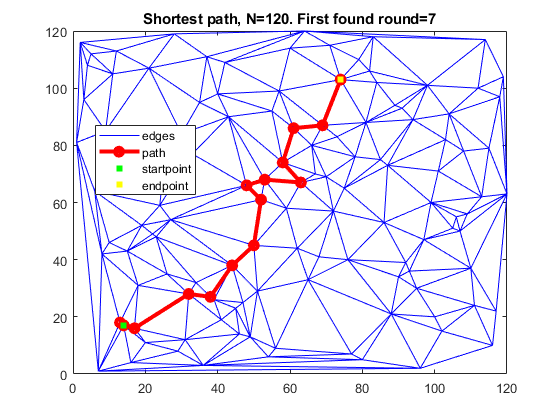 Shortest path, N=120. First found round=7
120
100
80
60
40
20
0
edges
path
startpoint
endpoint
0 20 40 60 80 100 120